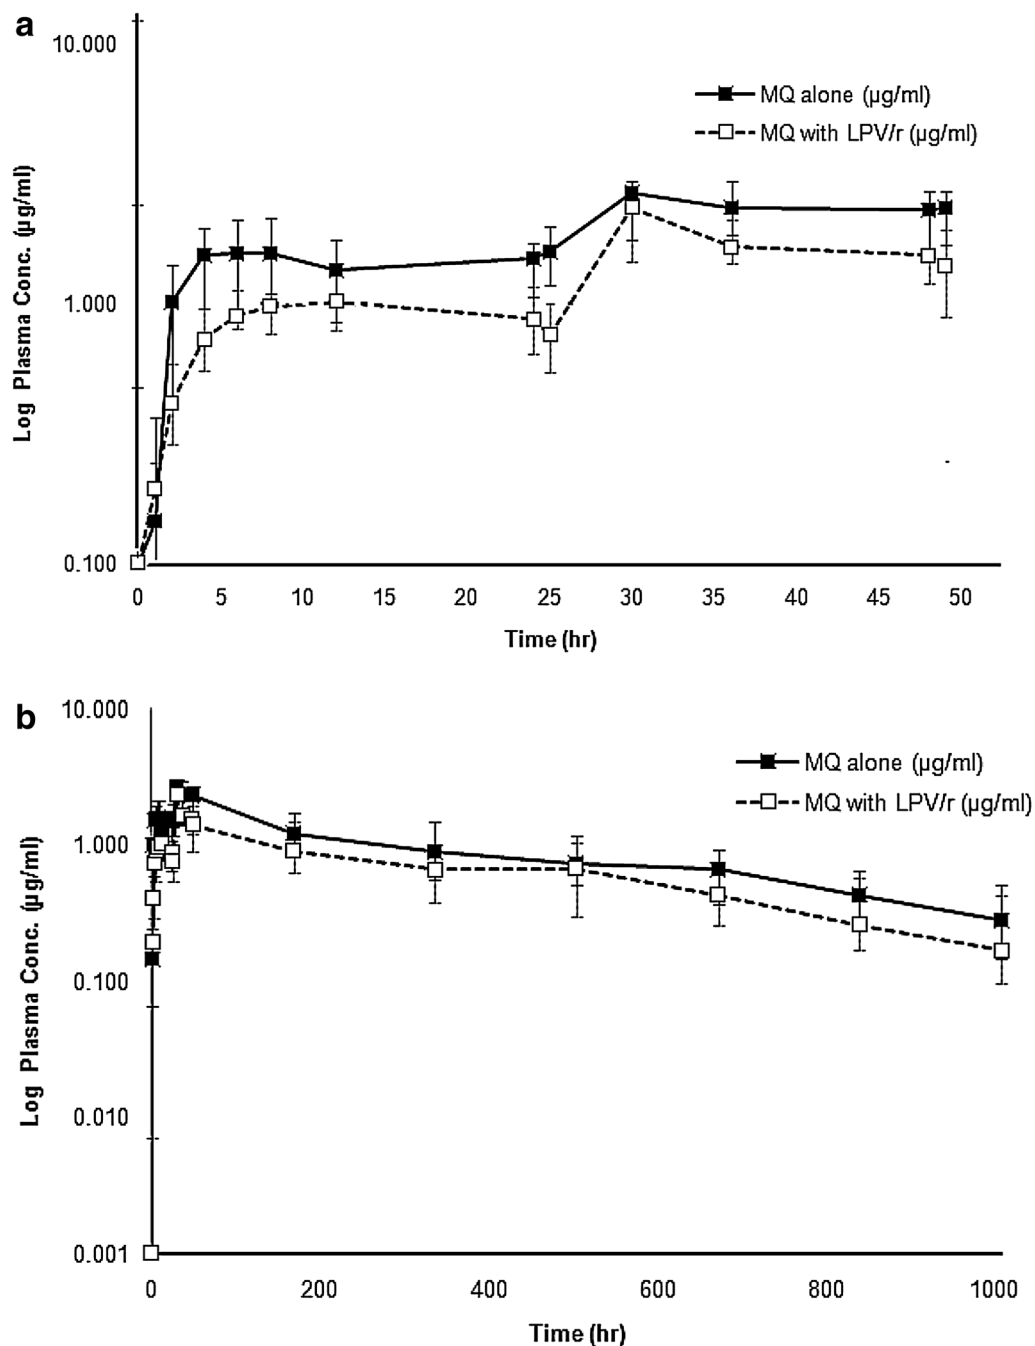 a
10.000
MQ alone (µg/ml)
MQ with LPV/r (µg/ml)
Log Plasma Conc. (µg/ml)
1.000
0.100
0 5 10 15 20 25 30 35 40 45 50
Time (hr)
b
10.000
MQ alone (µg/ml)
MQ with LPV/r (µg/ml)
1.000
Log Plasma Conc. (µg/ml)
0.100
0.010
0.001
0 200 400 600 800 1000
Time (hr)